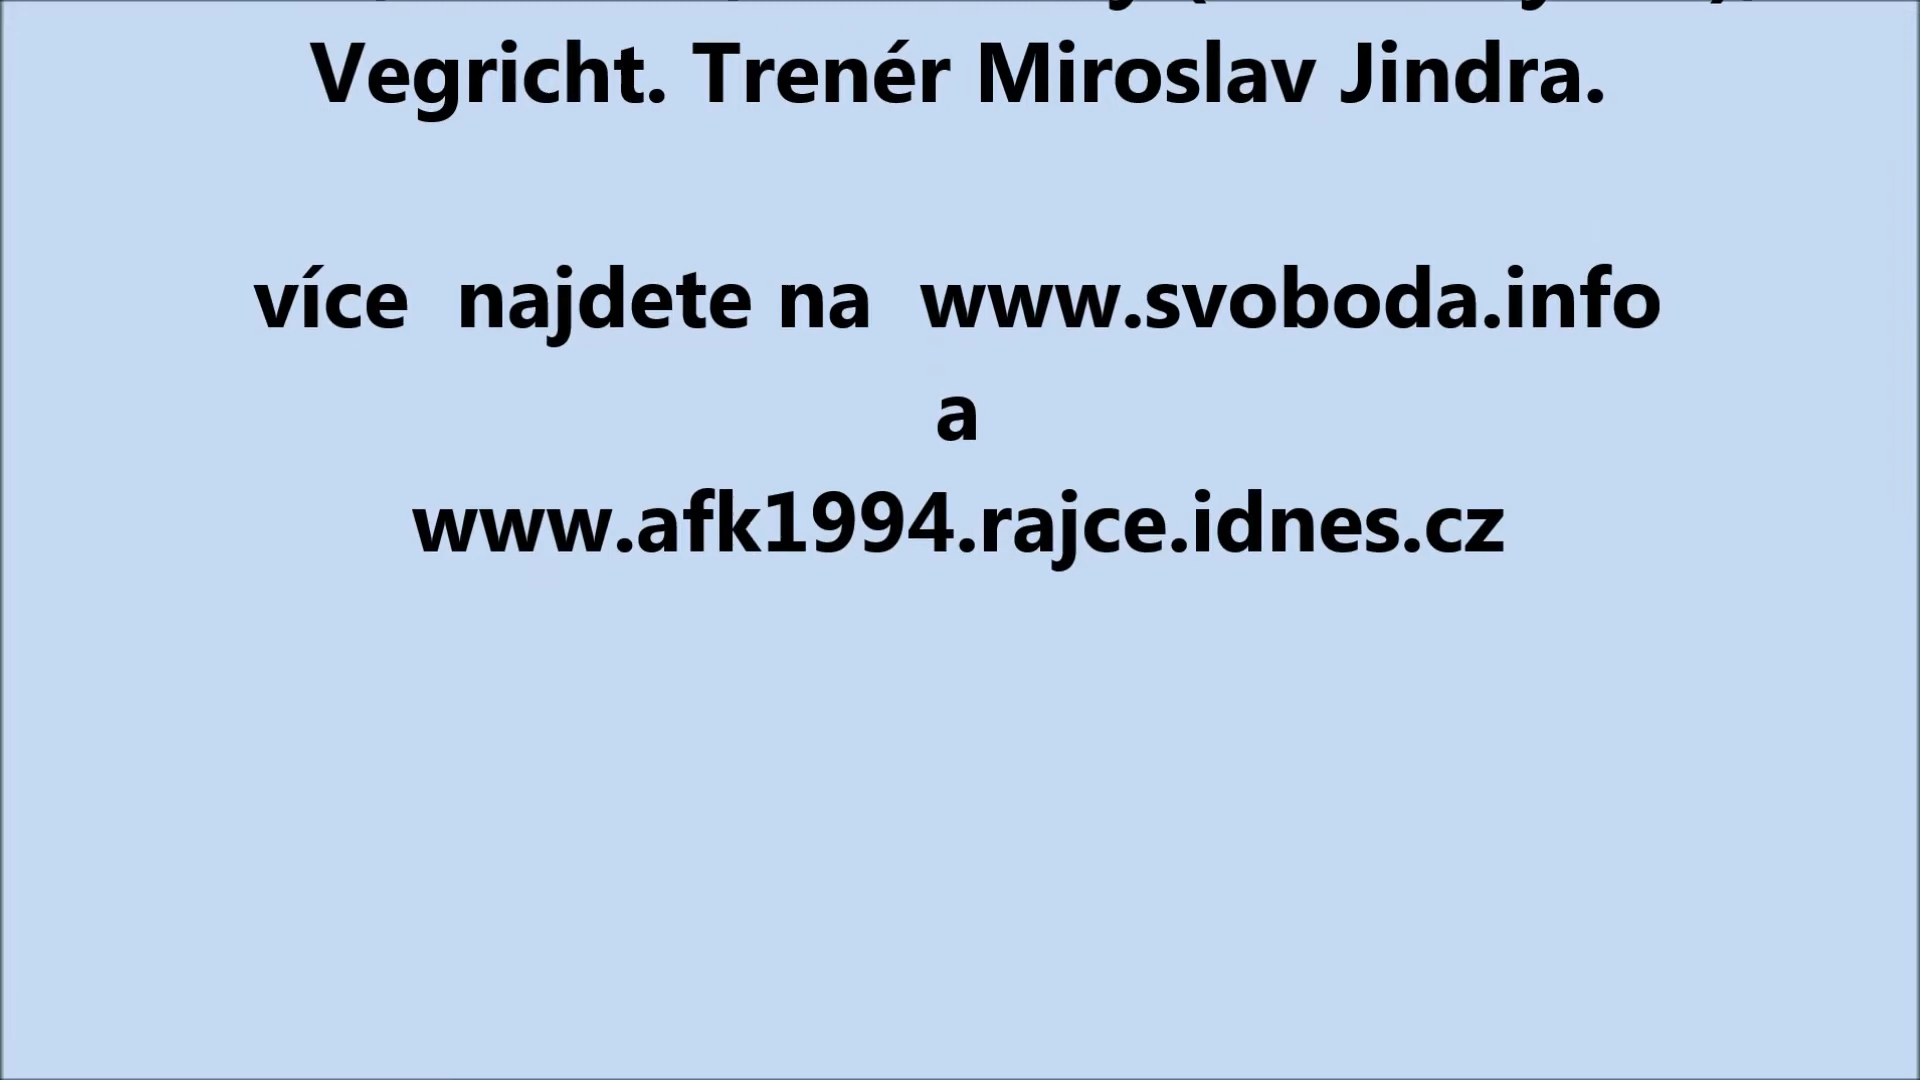 Vegricht. Trenér Miroslav Jindra.
více najdete na www.svoboda.info
a
www.afk1994.rajce.idnes.cz